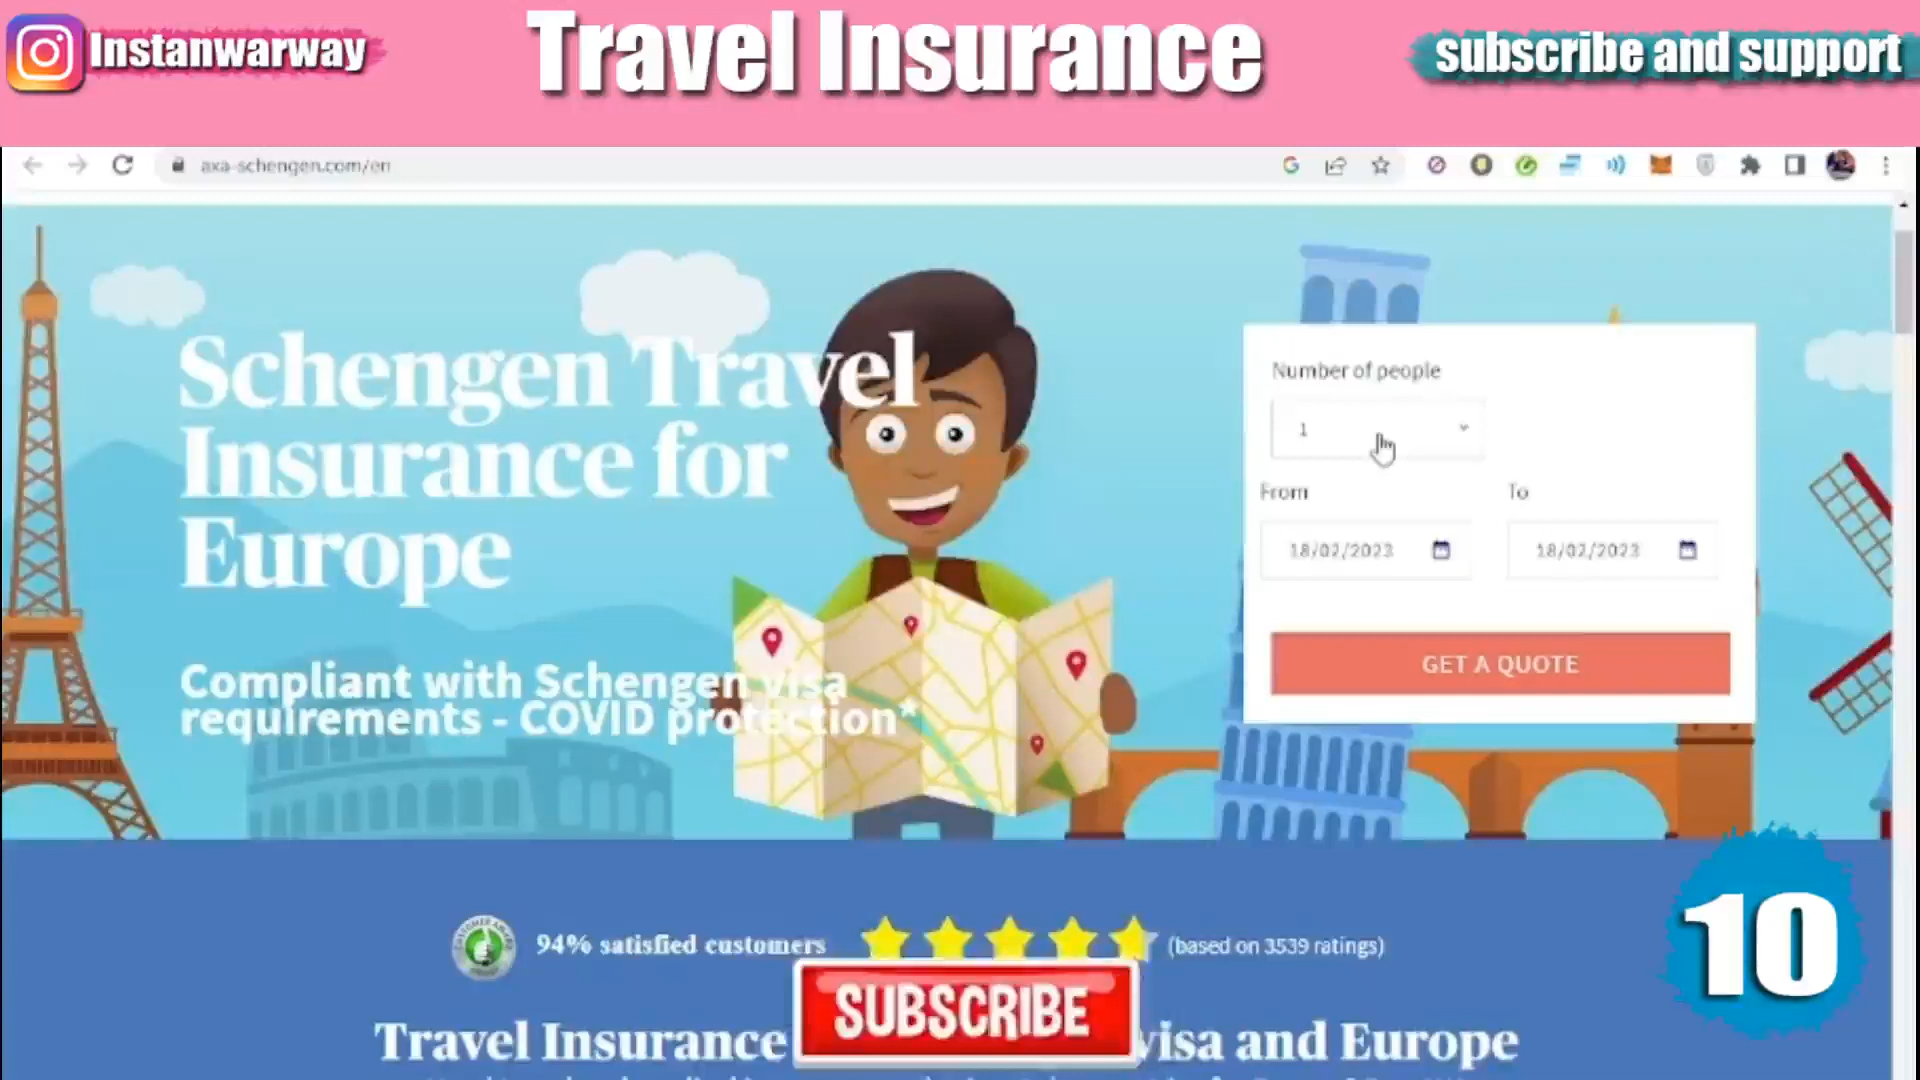 Instanwarway
Travel Insurance
subscribe and support
axa-schengen.com/en
Schengen Travel
Insurance for
Europe
Compliant with Schengen visa
requirements - COVID protection*
Number of people
1
From
To
18/02/2023
18/02/2023
GET A QUOTE
94% satisfied customers
(based on 3539 ratings)
SUBSCRIBE
10
Travel Insurance
visa and Europe